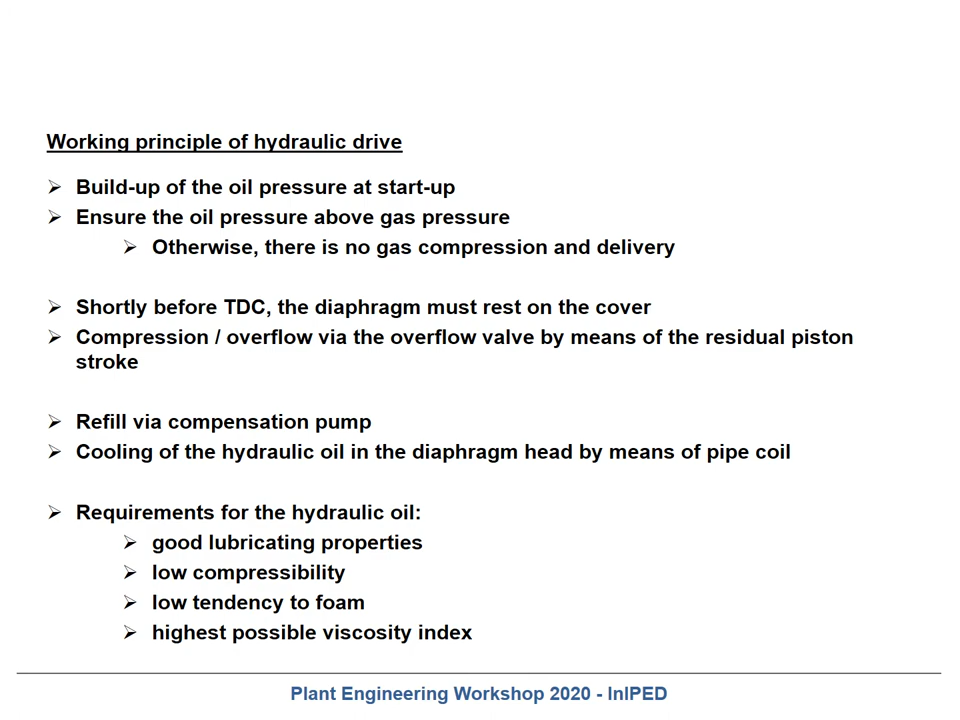 Working principle of hydraulic drive
➢ Build-up of the oil pressure at start-up
➢ Ensure the oil pressure above gas pressure
➢ Otherwise, there is no gas compression and delivery
➢ Shortly before TDC, the diaphragm must rest on the cover
➢ Compression / overflow via the overflow valve by means of the residual piston
stroke
➢ Refill via compensation pump
➢ Cooling of the hydraulic oil in the diaphragm head by means of pipe coil
➢ Requirements for the hydraulic oil:
➢ good lubricating properties
➢ low compressibility
➢ low tendency to foam
➢ highest possible viscosity index
Plant Engineering Workshop 2020 - InIPED